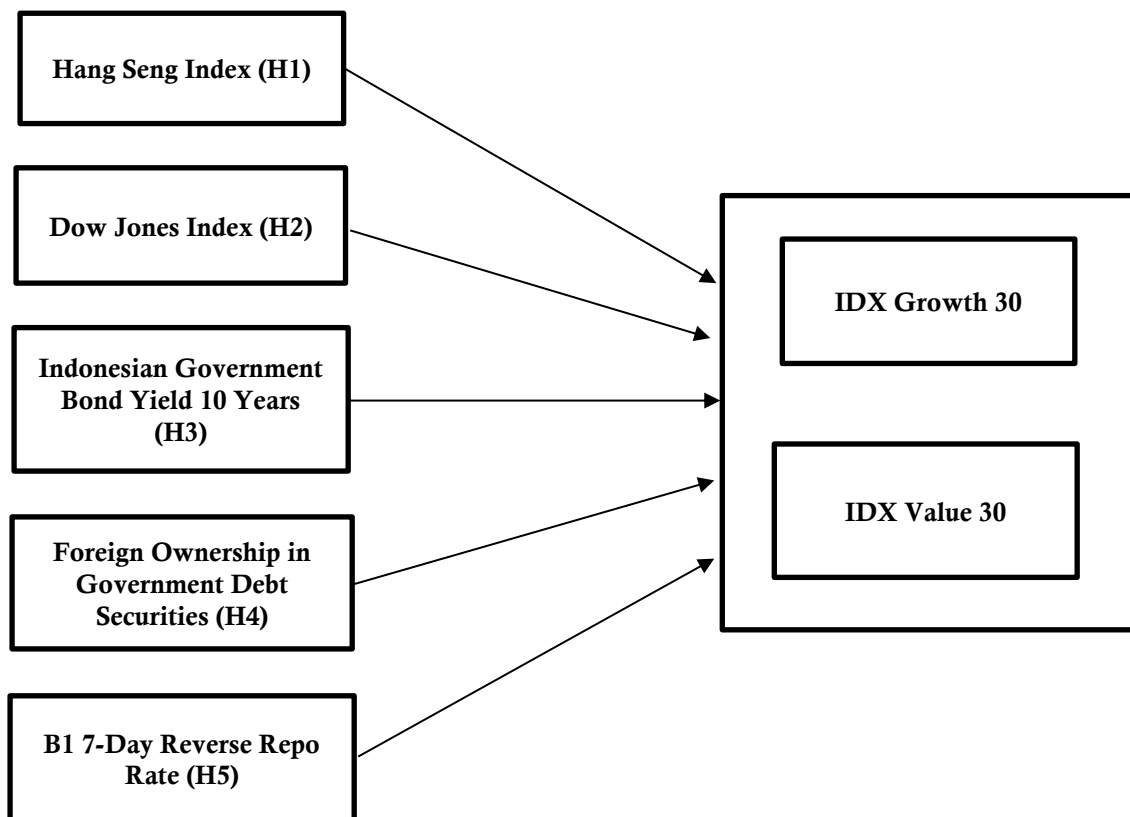 Hang Seng Index (H1)
Dow Jones Index (H2)
Indonesian Government
Bond Yield 10 Years
(H3)
Foreign Ownership in
Government Debt
Securities (H4)
B1 7-Day Reverse Repo
Rate (H5)
IDX Growth 30
IDX Value 30